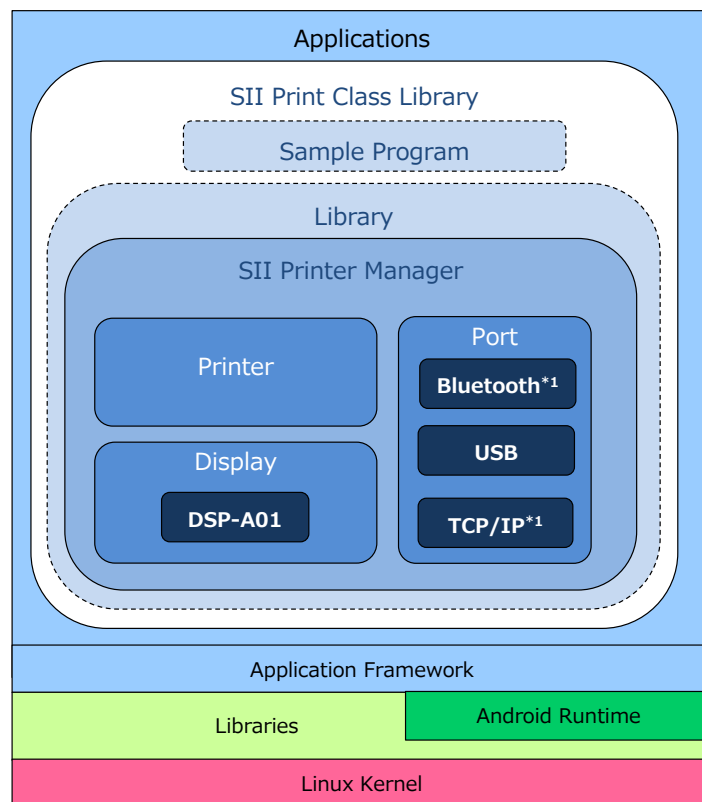 Applications
SII Print Class Library
Sample Program
Library
SII Printer Manager
Printer
Port
Bluetooth*1
USB
TCP/IP*1
Display
DSP-A01
Application Framework
Libraries
Android Runtime
Linux Kernel